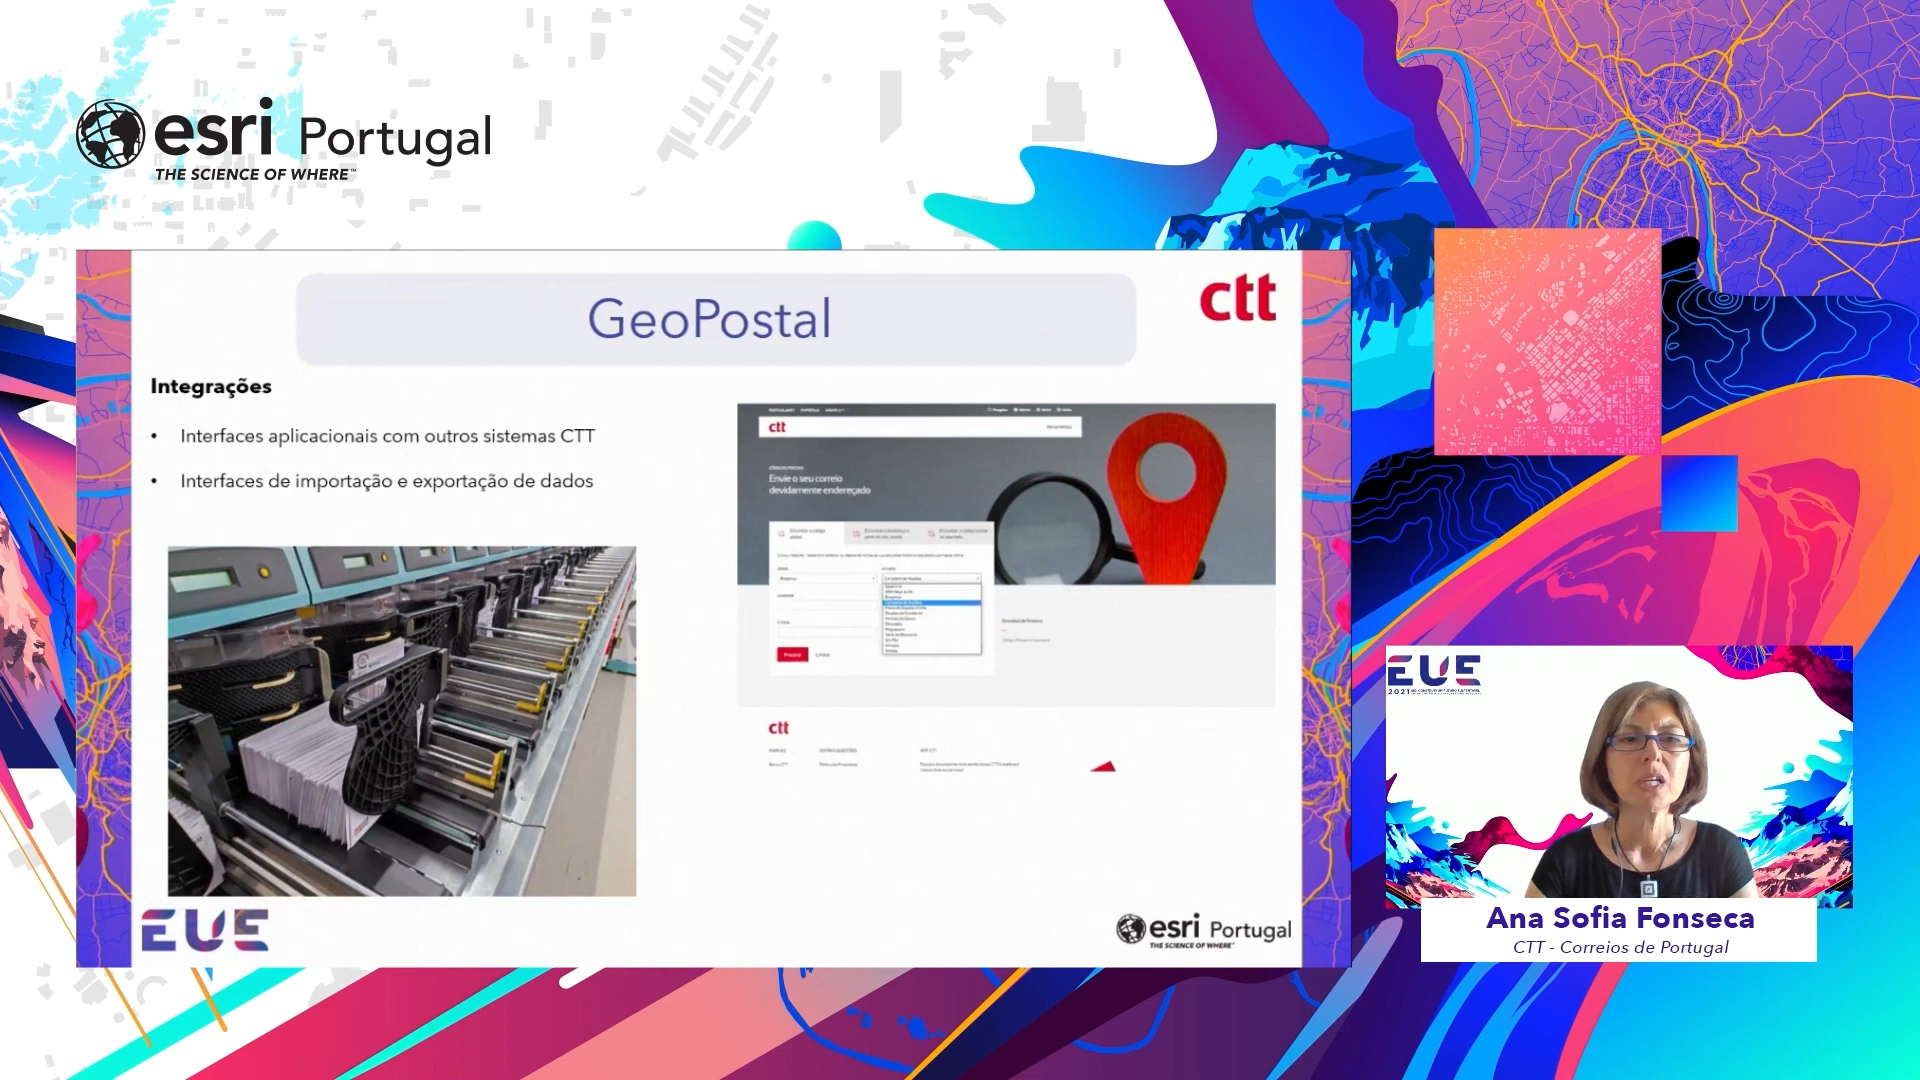 esri Portugal
THE SCIENCE OF WHERE™
GeoPostal
ctt
Integrações
• Interfaces aplicacionais com outros sistemas CTT
• Interfaces de importação e exportação de dados
ctt
Envie o seu correio
devidamente endereçado
ctt
EUE
esri Portugal
THE SCIENCE OF WHERE™
EUE
2021
Ana Sofia Fonseca
CTT - Correios de Portugal